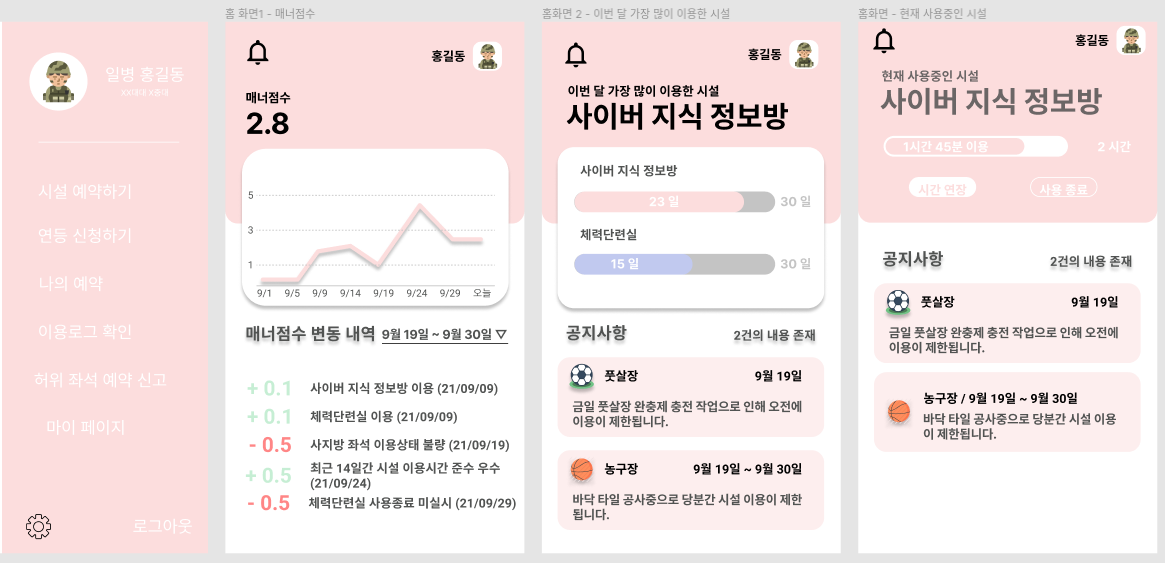 일병 홍길동
시설 예약하기
연등 신청하기
나의 예약
이용로그 확인
허위 좌석 예약 신고
마이 페이지
로그아웃
홈 화면1 - 매너점수
홍길동
매너점수
2.8
5
3
1
9/1 9/5 9/9 9/14 9/19 9/24 9/29 오늘
매너점수 변동 내역 9월 19일 ~ 9월 30일 ▽
+ 0.1 사이버 지식 정보방 이용 (21/09/09)
+ 0.1 체력단련실 이용 (21/09/09)
- 0.5 사지방 좌석 이용상태 불량 (21/09/19)
+ 0.5 최근 14일간 시설 이용시간 준수 우수
(21/09/24)
- 0.5 체력단련실 사용종료 미실시 (21/09/29)
홈화면 2 - 이번 달 가장 많이 이용한 시설
홍길동
이번 달 가장 많이 이용한 시설
사이버 지식 정보방
사이버 지식 정보방
23 일 30 일
체력단련실
15 일 30 일
공지사항 2건의 내용 존재
풋살장 9월 19일
금일 풋살장 완충제 충전 작업으로 인해 오전에
이용이 제한됩니다.
농구장 9월 19일 ~ 9월 30일
바닥 타일 공사중으로 당분간 시설 이용이 제한
됩니다.
홈화면 - 현재 사용중인 시설
홍길동
현재 사용중인 시설
사이버 지식 정보방
1시간 45분 이용 2 시간
시간 연장 사용 종료
공지사항 2건의 내용 존재
풋살장 9월 19일
금일 풋살장 완충제 충전 작업으로 인해 오전에
이용이 제한됩니다.
농구장 / 9월 19일 ~ 9월 30일
바닥 타일 공사중으로 당분간 시설 이용
이 제한됩니다.